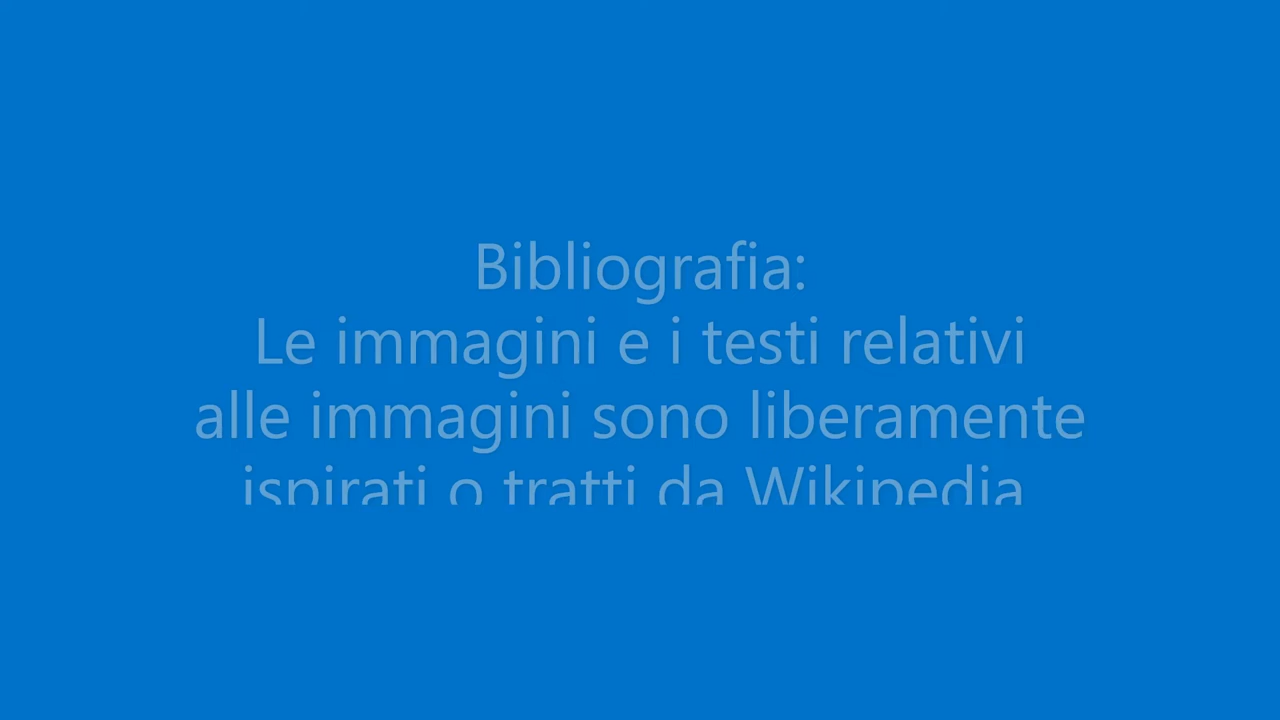 Bibliografia:
Le immagini e i testi relativi
alle immagini sono liberamente
ispirati o tratti da Wikipedia